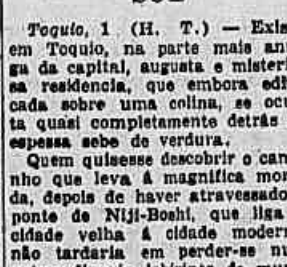 Toquio, 1 (H. T.) — Exis
em Toquio, na parte mais ant
ga da capital, augusta e misteri
sa residencia, que embora edi
cada sobre uma colina, se ocu
ta quasi completamente detrás
espessa sebe de verdura.
Quem quisesse descobrir o cam
nho que leva á magnifica mor
da, depois de haver atravessado
ponte de Niji-Boshi, que liga
cidade velha á cidade modern
não tardaria em perder-se nu